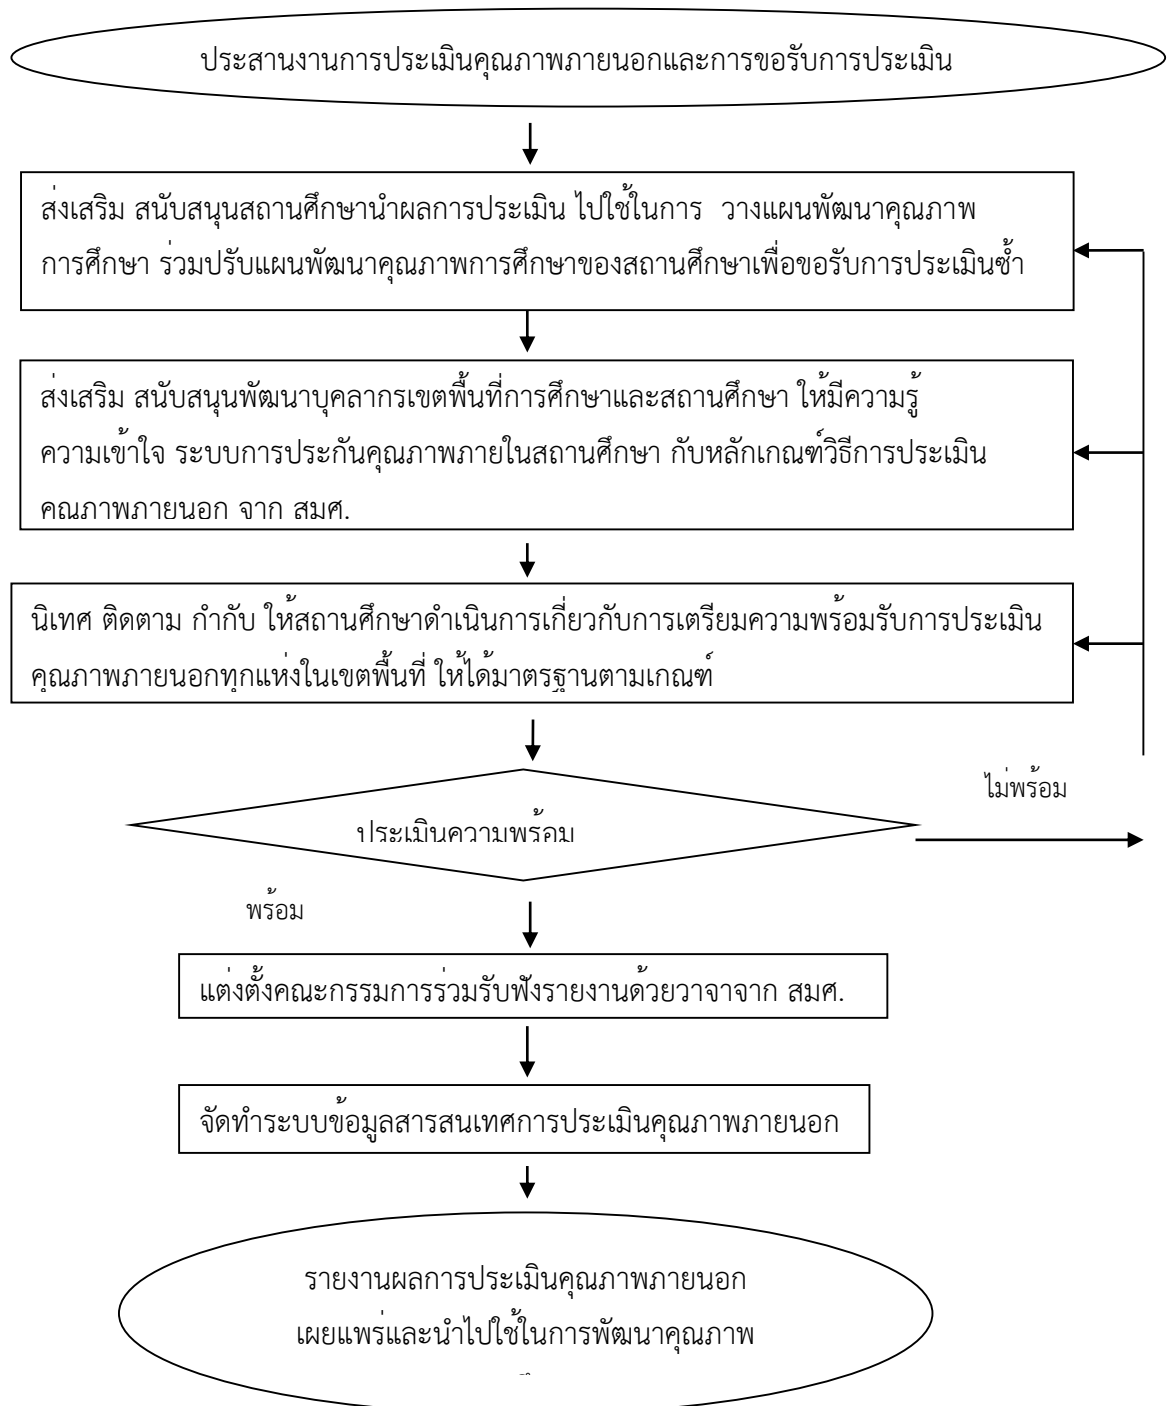 ประสานงานการประเมินคุณภาพภายนอกและการขอรับการประเมิน
ส่งเสริม สนับสนุนสถานศึกษานำผลการประเมิน ไปใช้ในการ วางแผนพัฒนาคุณภาพ
การศึกษา ร่วมปรับแผนพัฒนาคุณภาพการศึกษาของสถานศึกษาเพื่อขอรับการประเมินซ้ำ
ส่งเสริม สนับสนุนพัฒนาบุคลากรเขตพื้นที่การศึกษาและสถานศึกษา ให้มีความรู้
ความเข้าใจ ระบบการประกันคุณภาพภายในสถานศึกษา กับหลักเกณฑ์วิธีการประเมิน
คุณภาพภายนอก จาก สมศ.
นิเทศ ติดตาม กำกับ ให้สถานศึกษาดำเนินการเกี่ยวกับการเตรียมความพร้อมรับการประเมิน
คุณภาพภายนอกทุกแห่งในเขตพื้นที่ ให้ได้มาตรฐานตามเกณฑ์
ไม่พร้อม
ประเมินความพร้อม
พร้อม
แต่งตั้งคณะกรรมการร่วมรับฟังรายงานด้วยวาจาจาก สมศ.
จัดทำระบบข้อมูลสารสนเทศการประเมินคุณภาพภายนอก
รายงานผลการประเมินคุณภาพภายนอก
เผยแพร่และนำไปใช้ในการพัฒนาคุณภาพ